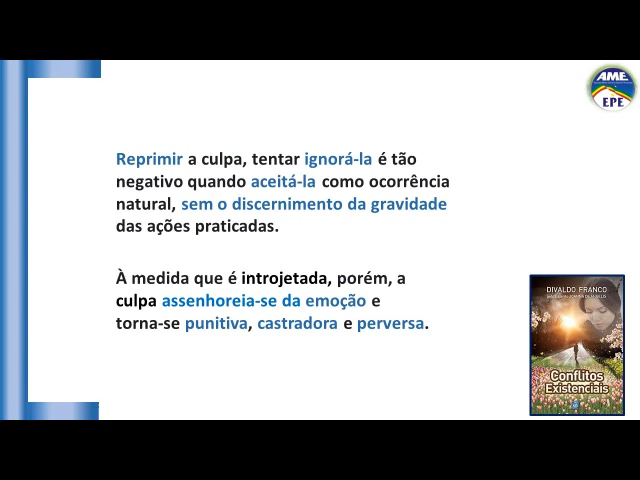 AME
EPE
Reprimir a culpa, tentar ignorá-la é tão
negativo quando aceitá-la como ocorrência
natural, sem o discernimento da gravidade
das ações praticadas.
À medida que é introjetada, porém, a
culpa assenhoreia-se da emoção e
torna-se punitiva, castradora e perversa.
DIVALDO FRANCO
Conflitos
Existenciais